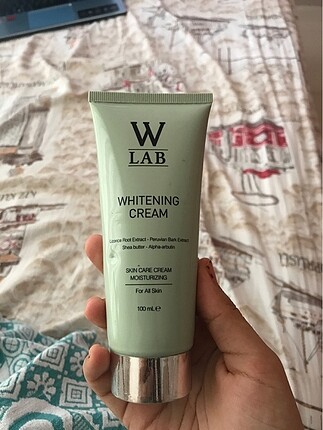 W
LAB
WHITENING
CREAM
Licorice Root Extract - Peruvian Bark Extract
Shea butter - Alpha-arbutin
SKIN CARE CREAM
MOISTURIZING
For All Skin
100 mL e